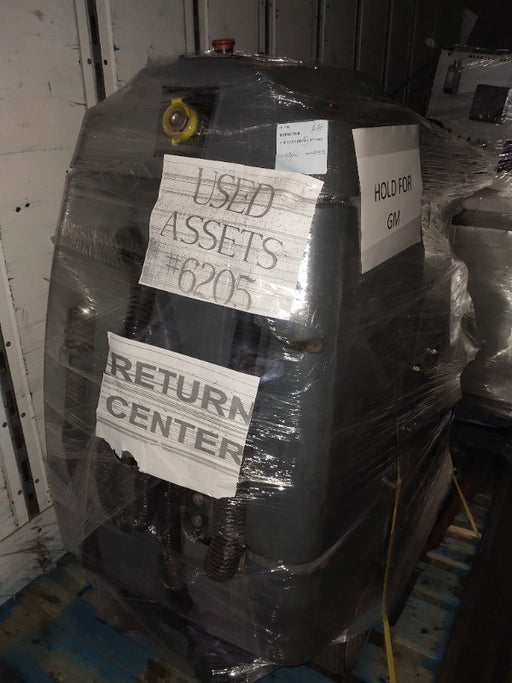 USED
ASSETS
#6205
HOLD FOR
GM
RETURN
CENTER